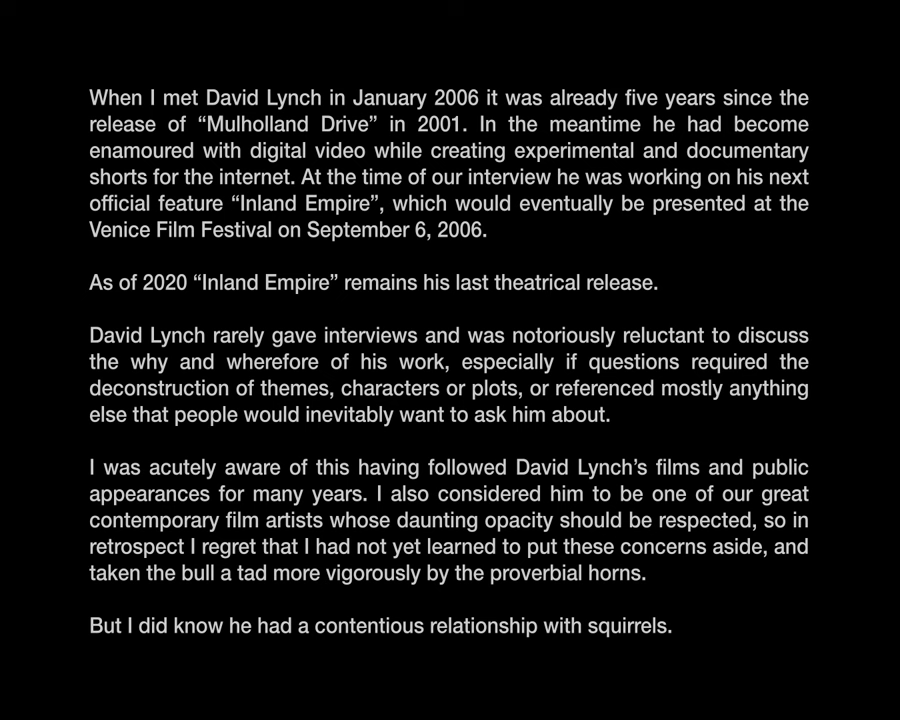 When I met David Lynch in January 2006 it was already five years since the
release of “Mulholland Drive” in 2001. In the meantime he had become
enamoured with digital video while creating experimental and documentary
shorts for the internet. At the time of our interview he was working on his next
official feature “Inland Empire”, which would eventually be presented at the
Venice Film Festival on September 6, 2006.
As of 2020 “Inland Empire” remains his last theatrical release.
David Lynch rarely gave interviews and was notoriously reluctant to discuss
the why and wherefore of his work, especially if questions required the
deconstruction of themes, characters or plots, or referenced mostly anything
else that people would inevitably want to ask him about.
I was acutely aware of this having followed David Lynch’s films and public
appearances for many years. I also considered him to be one of our great
contemporary film artists whose daunting opacity should be respected, so in
retrospect I regret that I had not yet learned to put these concerns aside, and
taken the bull a tad more vigorously by the proverbial horns.
But I did know he had a contentious relationship with squirrels.